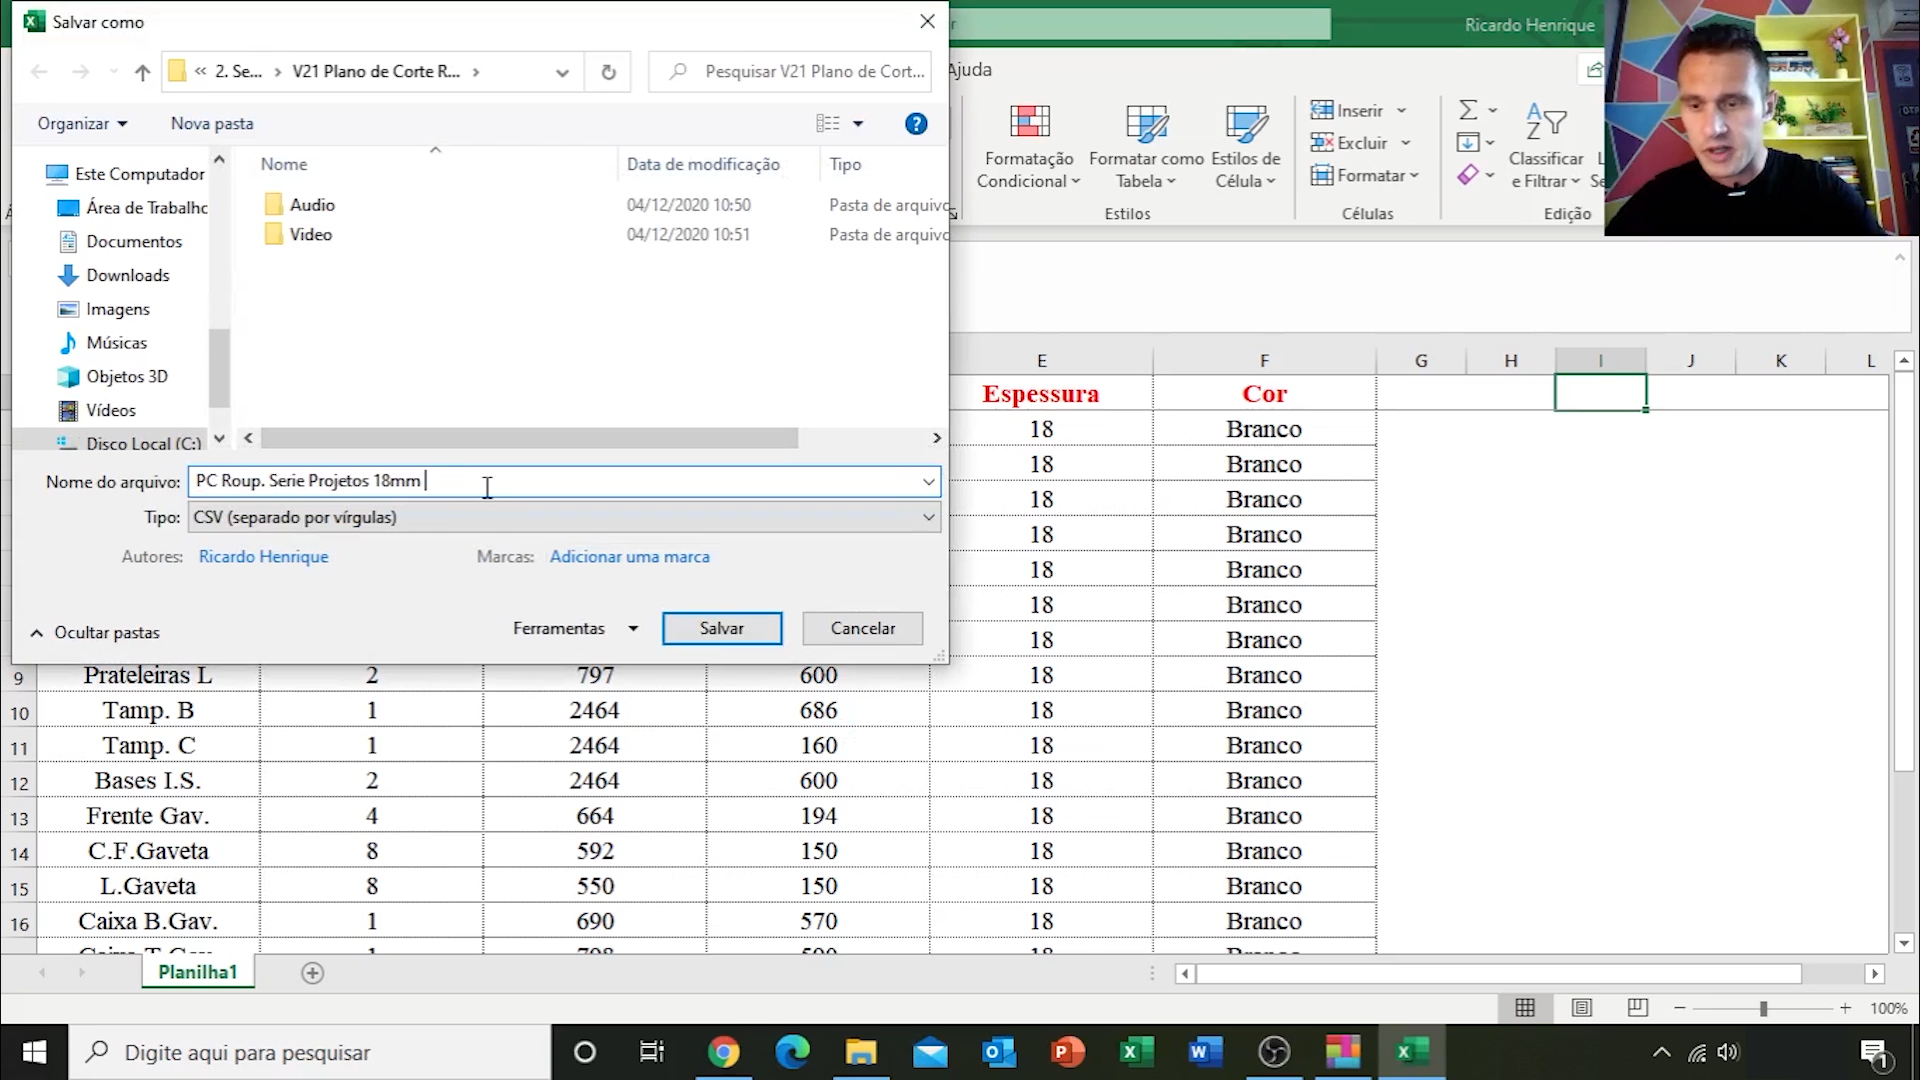 Salvar como
Ricardo Henrique
« 2. Se... › V21 Plano de Corte R... ›
Pesquisar V21 Plano de Cort...
Ajuda
Organizar
Nova pasta
Inserir
Excluir
Formatar
Formatação Condicional
Formatar como Tabela
Estilos de Célula
Classificar e Filtrar
Estilos
Células
Edição
Nome
Data de modificação
Tipo
Este Computador
Área de Trabalho
Documentos
Downloads
Imagens
Músicas
Objetos 3D
Vídeos
Disco Local (C:)
Audio 04/12/2020 10:50 Pasta de arquivo
Video 04/12/2020 10:51 Pasta de arquivo
Nome do arquivo: PC Roup. Serie Projetos 18mm
Tipo: CSV (separado por vírgulas)
Autores: Ricardo Henrique Marcas: Adicionar uma marca
Ocultar pastas
Ferramentas
Salvar
Cancelar
E F G H I J K L
Espessura Cor
18 Branco
18 Branco
18 Branco
18 Branco
18 Branco
18 Branco
18 Branco
9 Prateleiras L 2 797 600 18 Branco
10 Tamp. B 1 2464 686 18 Branco
11 Tamp. C 1 2464 160 18 Branco
12 Bases I.S. 2 2464 600 18 Branco
13 Frente Gav. 4 664 194 18 Branco
14 C.F.Gaveta 8 592 150 18 Branco
15 L.Gaveta 8 550 150 18 Branco
16 Caixa B.Gav. 1 690 570 18 Branco
Planilha1
100%
Digite aqui para pesquisar
1